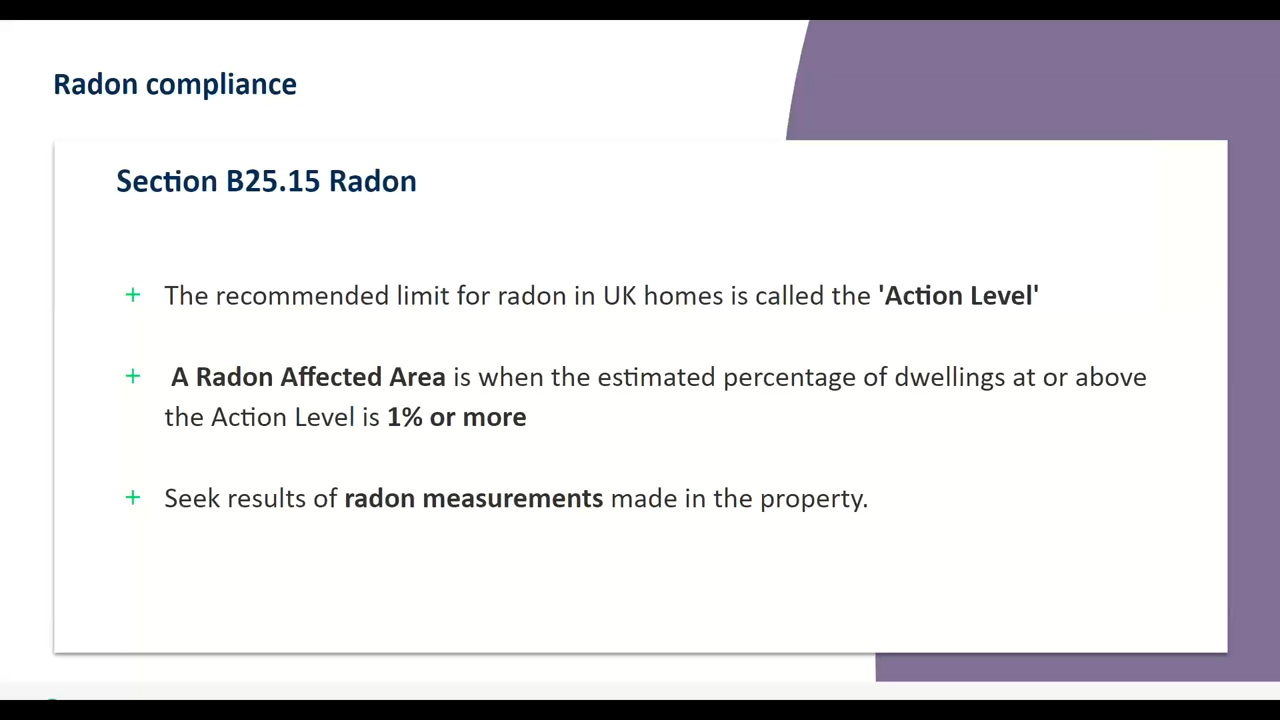 Radon compliance
Section B25.15 Radon
+ The recommended limit for radon in UK homes is called the 'Action Level'
+ A Radon Affected Area is when the estimated percentage of dwellings at or above
the Action Level is 1% or more
+ Seek results of radon measurements made in the property.